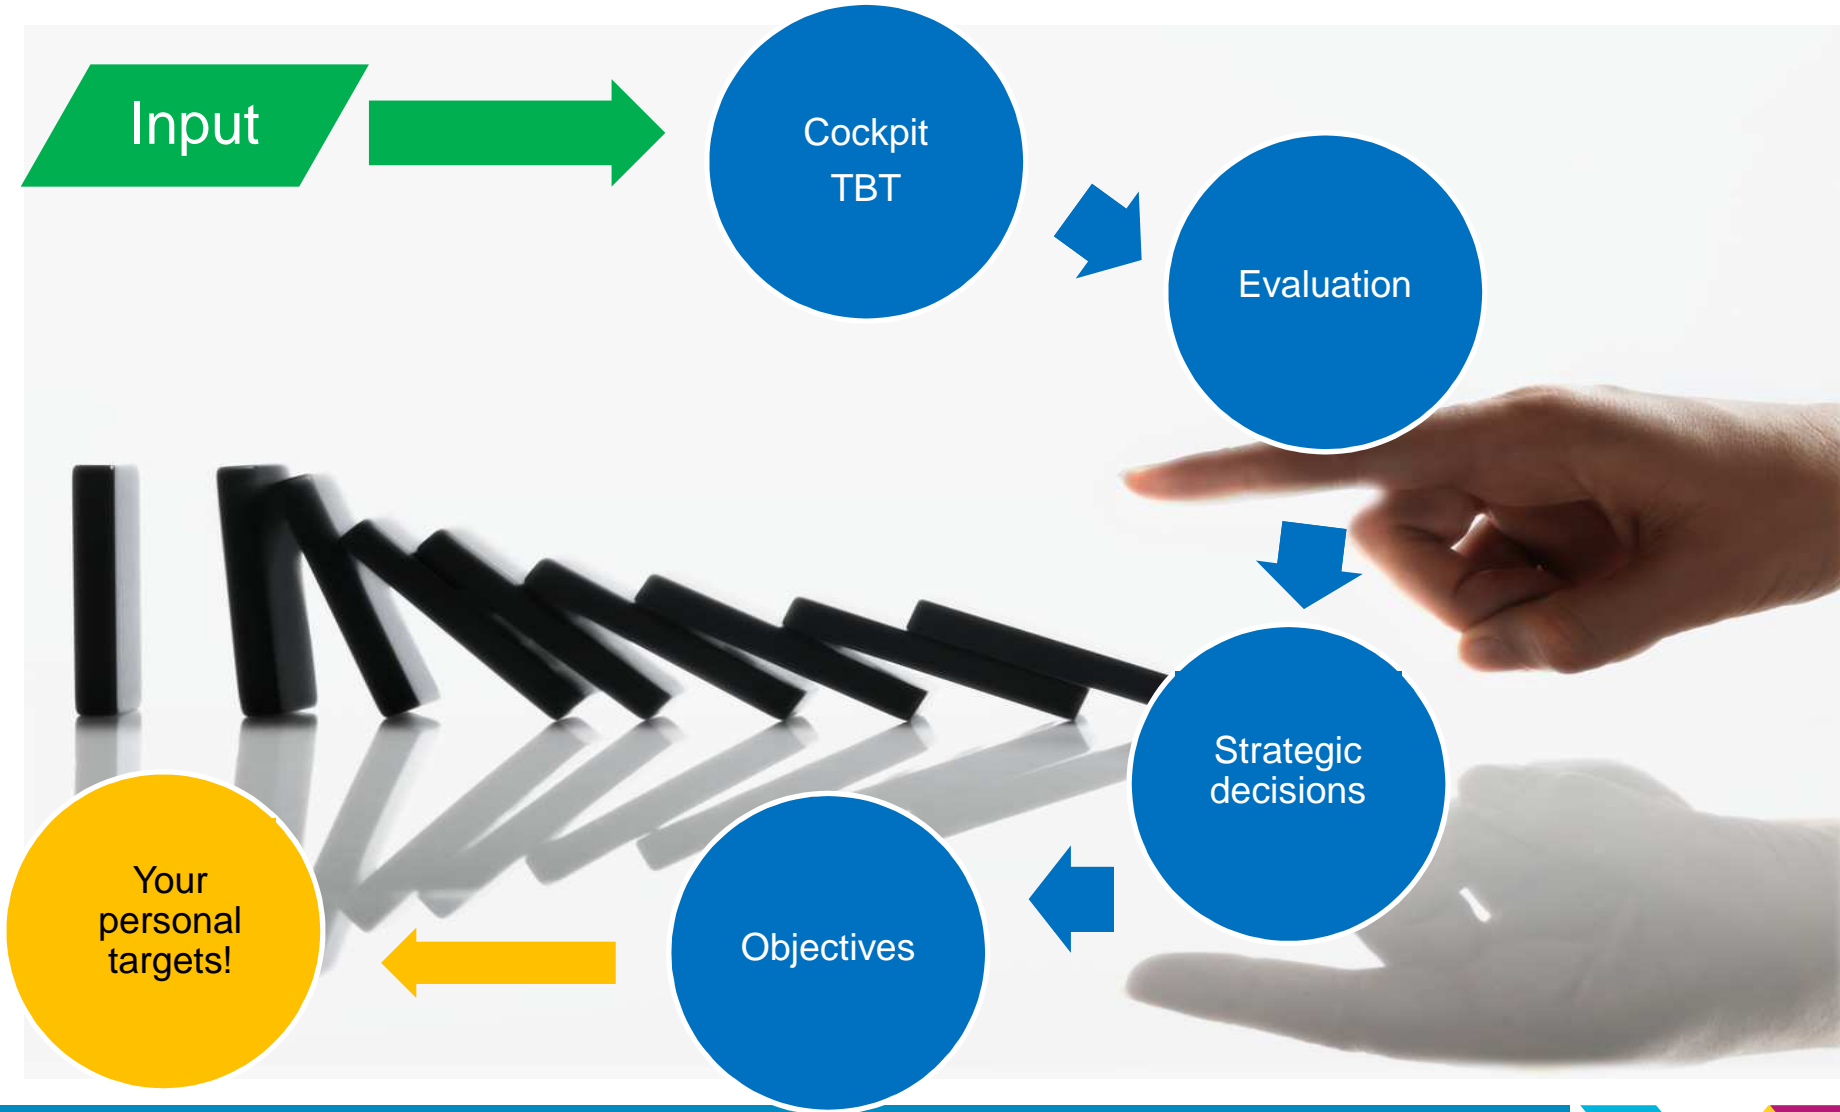 Input
Cockpit
TBT
Evaluation
Strategic
decisions
Objectives
Your
personal
targets!